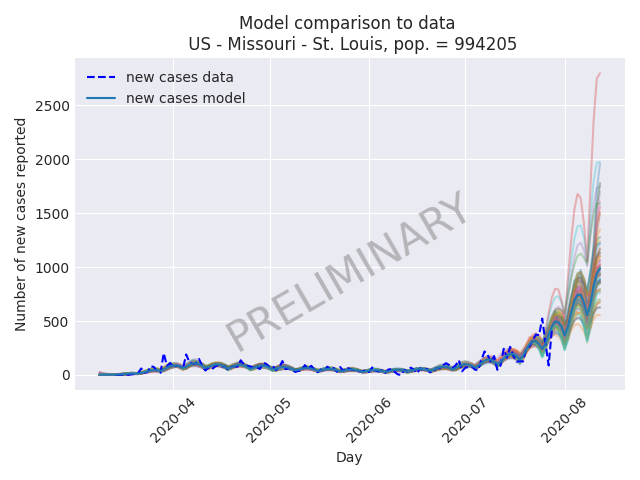 Model comparison to data
US - Missouri - St. Louis, pop. = 994205
new cases data
new cases model
Number of new cases reported
2500
2000
1500
1000
500
0
PRELIMINARY
2020-04
2020-05
2020-06
2020-07
2020-08
Day